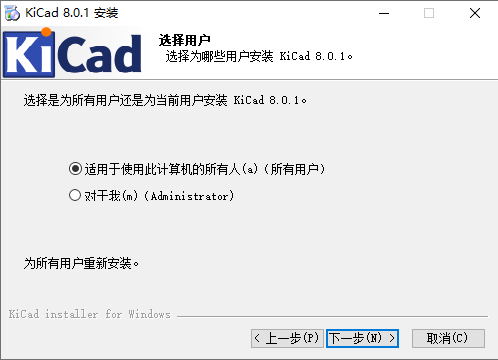 KiCad 8.0.1 安装
KiCad
选择用户
选择为哪些用户安装 KiCad 8.0.1。
选择是为所有用户还是为当前用户安装 KiCad 8.0.1。
适用于使用此计算机的所有人(a)（所有用户）
对于我(m)（Administrator）
为所有用户重新安装。
KiCad installer for Windows
< 上一步(P)
下一步(N) >
取消(C)